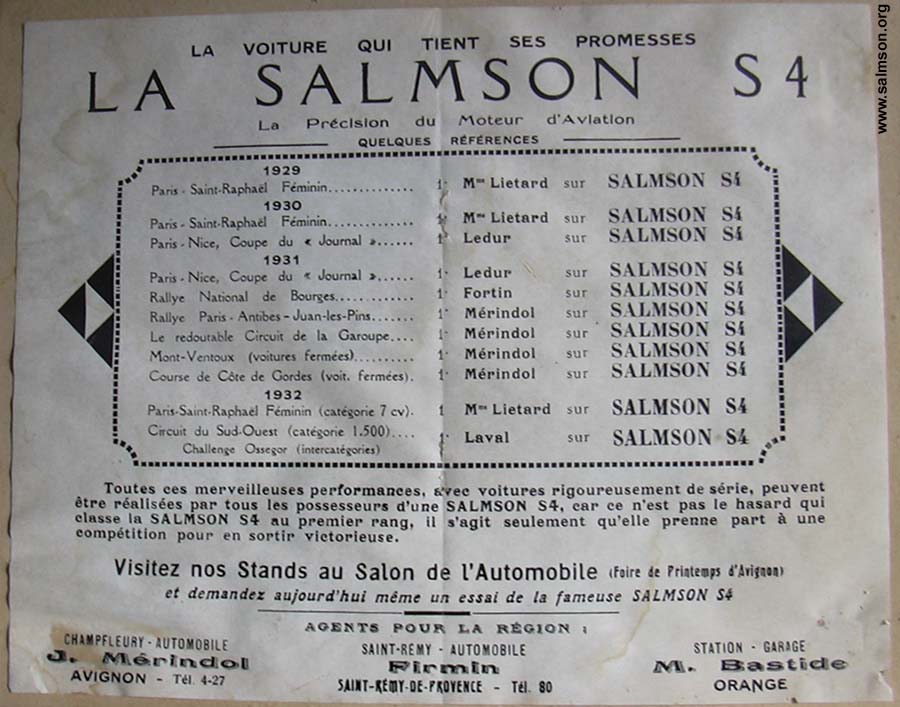 www.salmson.org
LA VOITURE QUI TIENT SES PROMESSES
LA SALMSON S4
La Précision du Moteur d'Aviation
QUELQUES RÉFÉRENCES
1929
Paris - Saint-Raphaël Féminin.............. 1ʳ Mᵐᵉ Lietard sur SALMSON S4
1930
Paris - Saint-Raphaël Féminin.............. 1ʳ Mᵐᵉ Lietard sur SALMSON S4
Paris - Nice, Coupe du « Journal »...... 1ʳ Ledur sur SALMSON S4
1931
Paris - Nice, Coupe du « Journal »...... 1ʳ Ledur sur SALMSON S4
Rallye National de Bourges............ 1ʳ Fortin sur SALMSON S4
Rallye Paris - Antibes - Juan-les-Pins....... 1ʳ Mérindol sur SALMSON S4
Le redoutable Circuit de la Garoupe.... 1ʳ Mérindol sur SALMSON S4
Mont-Ventoux (voitures fermées).......... 1ʳ Mérindol sur SALMSON S4
Course de Côte de Gordes (voit. fermées). 1ʳ Mérindol sur SALMSON S4
1932
Paris-Saint-Raphaël Féminin (catégorie 7 cv). 1 Mᵐᵉ Lietard sur SALMSON S4
Circuit du Sud-Ouest (catégorie 1.500).... 1ʳ Laval sur SALMSON S4
Challenge Ossegor (intercatégories)
Toutes ces merveilleuses performances, avec voitures rigoureusement de série, peuvent
être réalisées par tous les possesseurs d'une SALMSON S4, car ce n'est pas le hasard qui
classe la SALMSON S4 au premier rang, il s'agit seulement qu'elle prenne part à une
compétition pour en sortir victorieuse.
Visitez nos Stands au Salon de l'Automobile (Foire de Printemps d'Avignon)
et demandez aujourd'hui même un essai de la fameuse SALMSON S4
AGENTS POUR LA RÉGION :
CHAMPFLEURY - AUTOMOBILE
J. Mérindol
AVIGNON - Tél. 4-27
SAINT-REMY - AUTOMOBILE
Firmin
SAINT-RÉMY-DE-PROVENCE - Tél. 80
STATION - GARAGE
M. Bastide
ORANGE